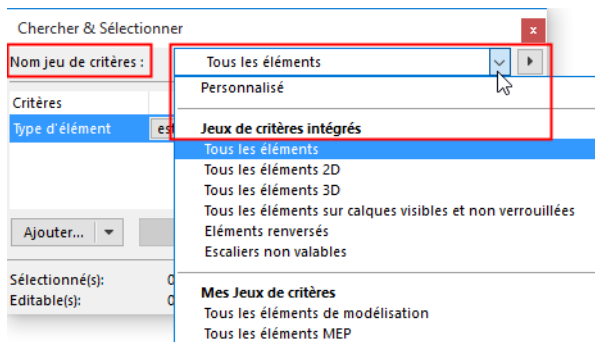 Chercher & Sélectionner
x
Nom jeu de critères :
Tous les éléments
Personnalisé
Critères
Type d'élément
Jeux de critères intégrés
Tous les éléments
Tous les éléments 2D
Tous les éléments 3D
Tous les éléments sur calques visibles et non verrouillées
Eléments renversés
Escaliers non valables
Ajouter...
Sélectionné(s):
Editable(s):
Mes Jeux de critères
Tous les éléments de modélisation
Tous les éléments MEP